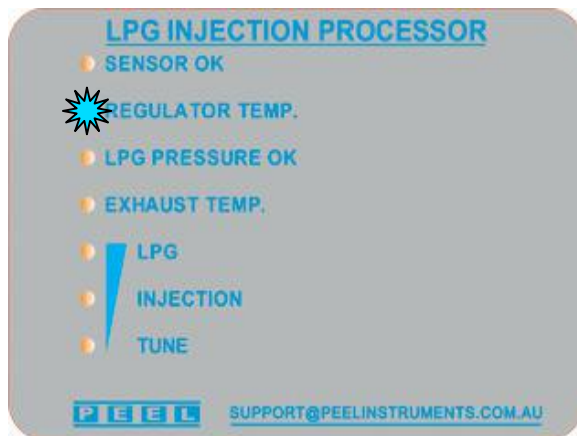 LPG INJECTION PROCESSOR
SENSOR OK
REGULATOR TEMP.
LPG PRESSURE OK
EXHAUST TEMP.
LPG
INJECTION
TUNE
PEEL SUPPORT@PEELINSTRUMENTS.COM.AU